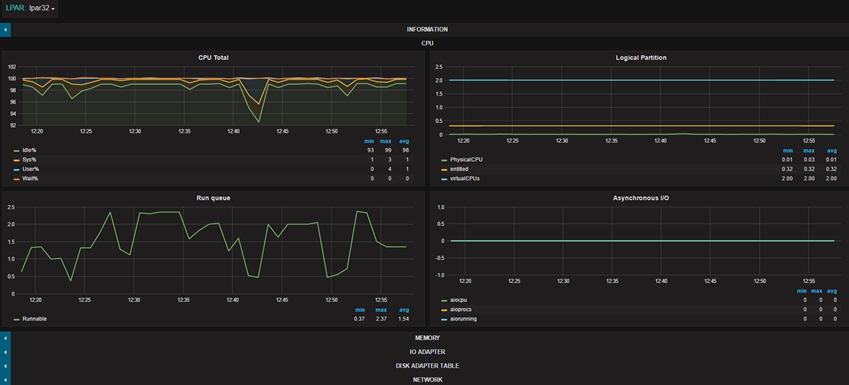 LPAR: lpar32
INFORMATION
CPU
CPU Total
102
100
98
96
94
92
12:20 12:25 12:30 12:35 12:40 12:45 12:50 12:55
min max avg
Idle% 93 99 98
Sys% 1 3 1
User% 0 4 1
Wait% 0 0 0
Logical Partition
2.5
2.0
1.5
1.0
0.5
0
12:20 12:25 12:30 12:35 12:40 12:45 12:50 12:55
min max avg
PhysicalCPU 0.01 0.03 0.01
entitled 0.32 0.32 0.32
virtualCPUs 2.00 2.00 2.00
Run queue
2.5
2.0
1.5
1.0
0.5
0
12:20 12:25 12:30 12:35 12:40 12:45 12:50 12:55
min max avg
Runnable 0.37 2.37 1.54
Asynchronous I/O
1.0
0.5
0
-0.5
-1.0
12:20 12:25 12:30 12:35 12:40 12:45 12:50 12:55
min max avg
aiocpu 0 0 0
aioprocs 0 0 0
aiorunning 0 0 0
MEMORY
IO ADAPTER
DISK ADAPTER TABLE
NETWORK